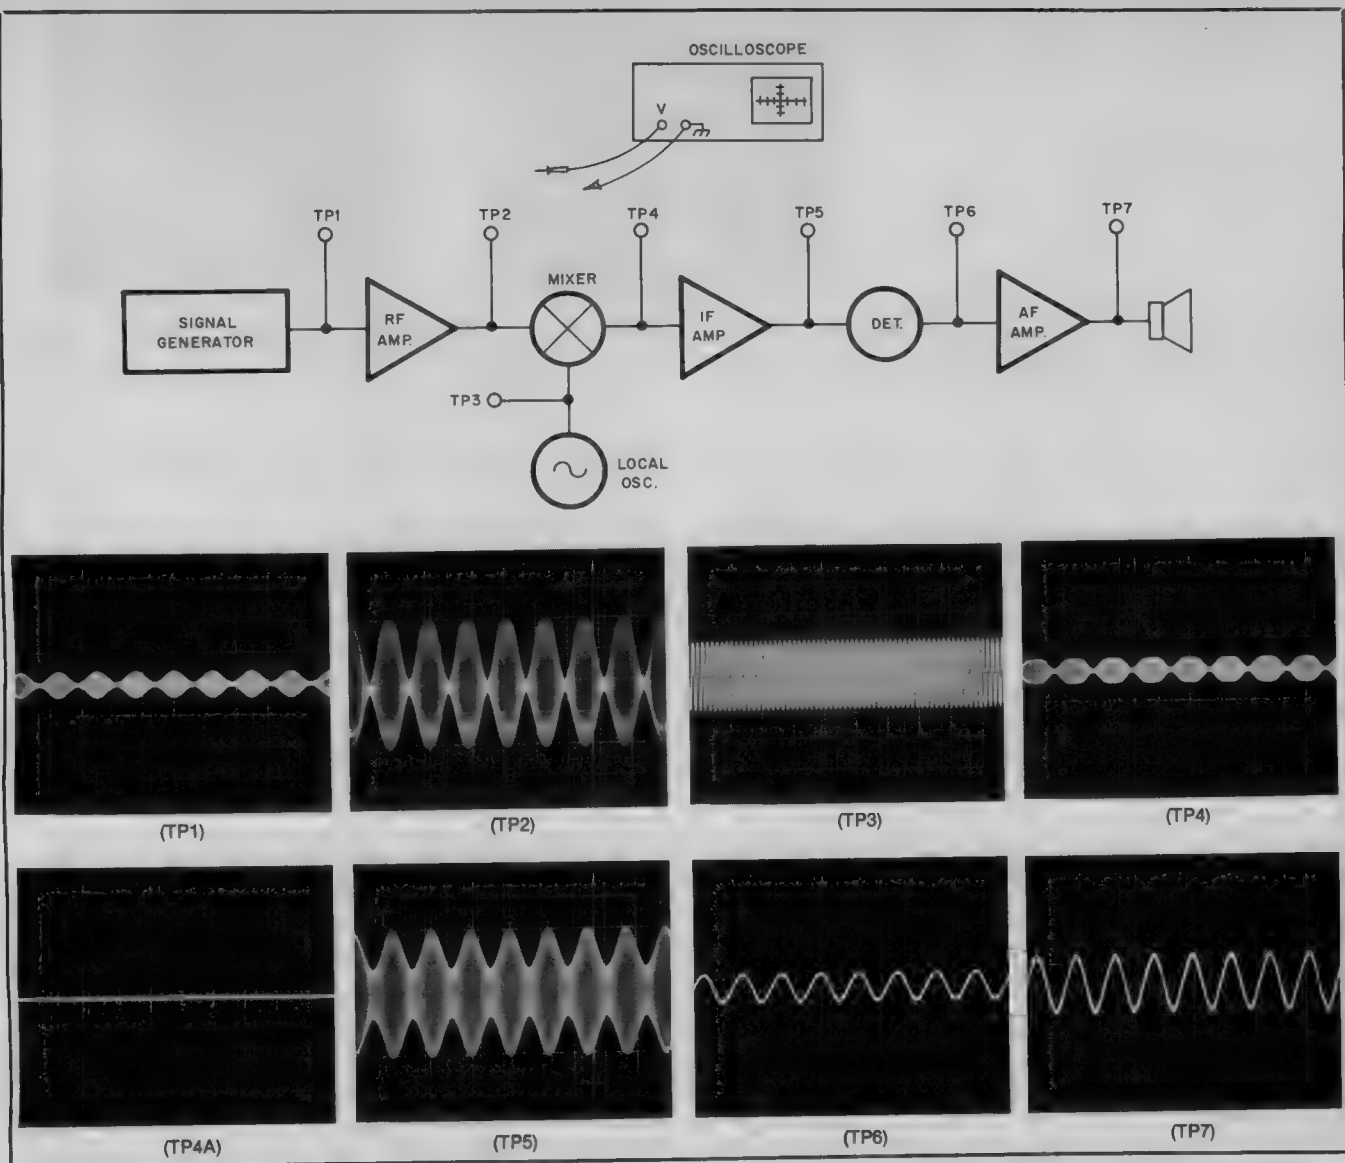 OSCILLOSCOPE
V
TP1
TP2
TP4
TP5
TP6
TP7
MIXER
SIGNAL
GENERATOR
RF
AMP.
IF
AMP
DET.
AF
AMP.
TP3
LOCAL
OSC.
(TP1)
(TP2)
(TP3)
(TP4)
(TP4A)
(TP5)
(TP6)
(TP7)